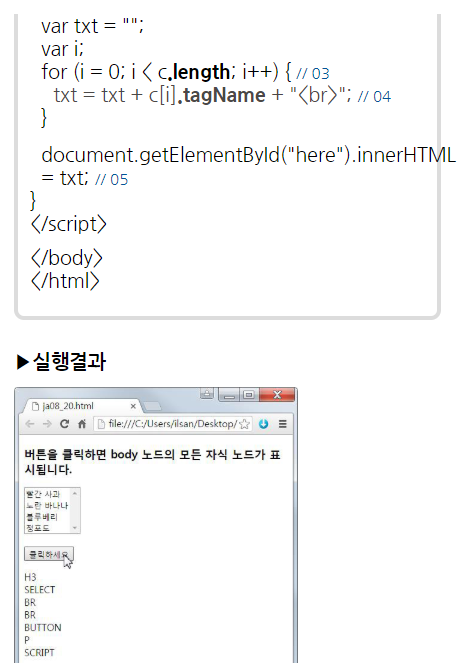 var txt = "";
var i;
for (i = 0; i < c.length; i++) { // 03
txt = txt + c[i].tagName + "<br>"; // 04
}
document.getElementById("here").innerHTML
= txt; // 05
}
</script>
</body>
</html>
▶실행결과
ja08_20.html
file:///C:/Users/ilsan/Desktop/
버튼을 클릭하면 body 노드의 모든 자식 노드가 표
시됩니다.
빨간 사과
노란 바나나
블루베리
청포도
클릭하세요
H3
SELECT
BR
BR
BUTTON
P
SCRIPT